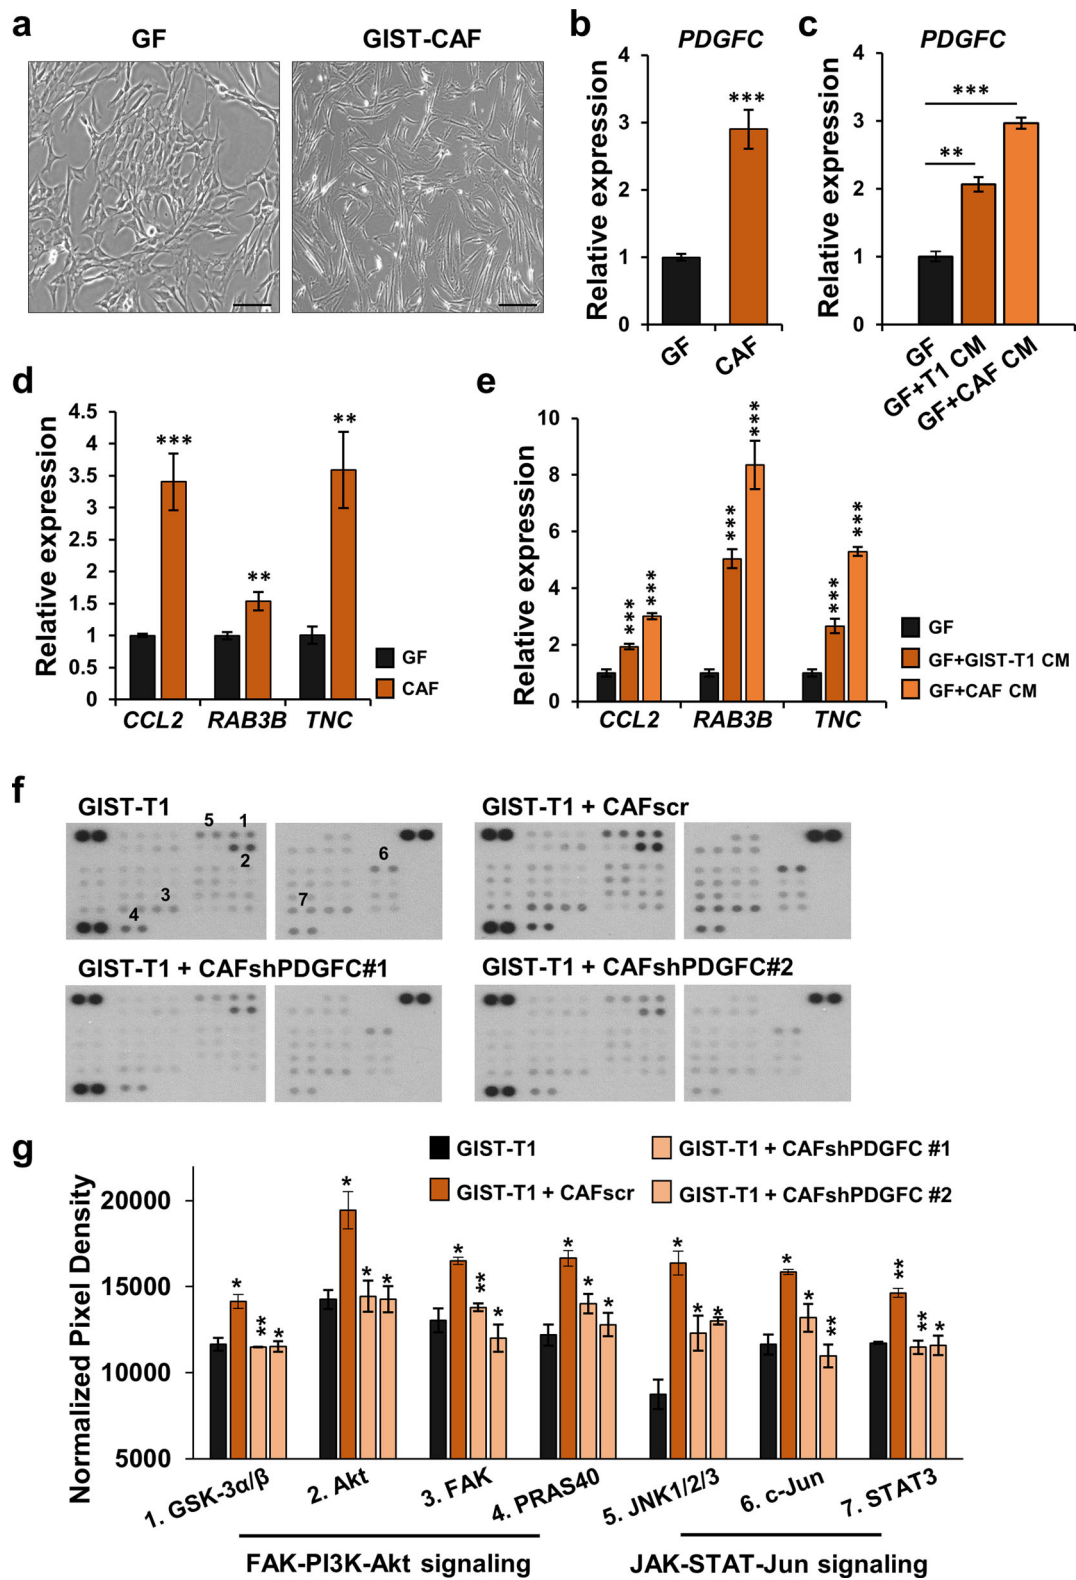 a
GF
GIST-CAF
b
PDGFC
Relative expression
4
3
2
1
0
***
GF
CAF
c
PDGFC
Relative expression
4
3
2
1
0
***
**
GF
GF+T1 CM
GF+CAF CM
d
Relative expression
4.5
4
3.5
3
2.5
2
1.5
1
0.5
0
***
**
**
GF
CAF
CCL2 RAB3B TNC
e
Relative expression
10
8
6
4
2
0
***
***
***
***
***
***
GF
GF+GIST-T1 CM
GF+CAF CM
CCL2 RAB3B TNC
f
GIST-T1
5 1
2
3
4
6
7
GIST-T1 + CAFscr
GIST-T1 + CAFshPDGFC#1
GIST-T1 + CAFshPDGFC#2
g
GIST-T1
GIST-T1 + CAFscr
GIST-T1 + CAFshPDGFC #1
GIST-T1 + CAFshPDGFC #2
Normalized Pixel Density
20000
15000
10000
5000
* ** *
* * *
* ** *
* * *
* * *
* * **
** ** *
1. GSK-3α/β
2. Akt
3. FAK
4. PRAS40
5. JNK1/2/3
6. c-Jun
7. STAT3
FAK-PI3K-Akt signaling
JAK-STAT-Jun signaling